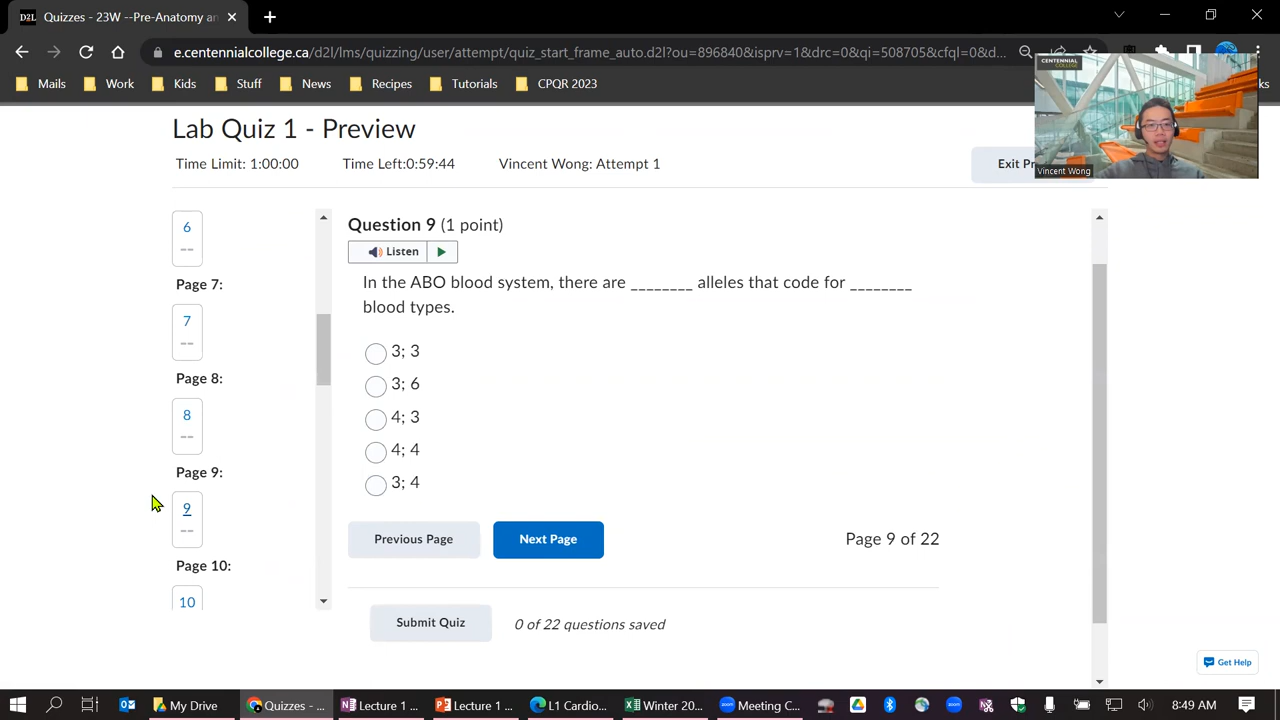 Quizzes - 23W --Pre-Anatomy an
e.centennialcollege.ca/d2l/lms/quizzing/user/attempt/quiz_start_frame_auto.d2l?ou=896840&isprv=1&drc=0&qi=508705&cfql=0&d...
Mails
Work
Kids
Stuff
News
Tutorials
CPQR 2023
CENTENNIAL
COLLEGE
Vincent Wong
Lab Quiz 1 - Preview
Time Limit: 1:00:00
Time Left:0:59:44
Vincent Wong: Attempt 1
6
--
Page 7:
7
--
Page 8:
8
--
Page 9:
9
--
Page 10:
10
Question 9 (1 point)
Listen
In the ABO blood system, there are ________ alleles that code for ________
blood types.
3; 3
3; 6
4; 3
4; 4
3; 4
Previous Page
Next Page
Page 9 of 22
Submit Quiz
0 of 22 questions saved
Get Help
My Drive
Quizzes - ...
Lecture 1 ...
Lecture 1 ...
Cardio...
Winter 20...
Meeting C...
8:49 AM